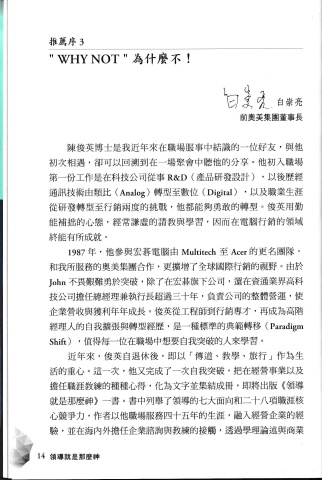 推薦序 3
"WHY NOT" 為什麼不！
白崇亮
前奧美集團董事長
陳俊英博士是我近年來在職場服事中結識的一位好友，與他
初次相遇，卻可以回溯到在一場聚會中聽他的分享。他初入職場
第一份工作是在科技公司從事 R&D（產品研發設計），以後歷經
通訊技術由類比（Analog）轉型至數位（Digital），以及職業生涯
從研發轉型至行銷兩度的挑戰，他都能夠勇敢的轉型。俊英用勤
能補拙的心態，經常謙虛的請教與學習，因而在電腦行銷的領域
終能有所成就。
1987 年，他參與宏碁電腦由 Multitech 至 Acer 的更名團隊，
和我所服務的奧美集團合作，更擴增了全球國際行銷的視野。由於
John 不畏艱難勇於突破，除了在宏碁旗下公司，還在資通業界高科
技公司擔任總經理兼執行長超過三十年，負責公司的整體營運，使
企業營收與獲利年年成長。俊英從工程師到行銷專才，再成為高階
經理人的自我擴張與轉型經歷，是一種標準的典範轉移（Paradigm
Shift），值得每一位在職場中想要自我突破的人來學習。
近年來，俊英自退休後，即以「傳道、教學、旅行」作為生
活的重心。這一次，他又完成了一次自我突破，把在經營事業以及
擔任職涯教練的種種心得，化為文字並集結成冊，即將出版《領導
就是那麼神》一書。書中列舉了領導的七大面向和二十八項職涯核
心競爭力，作者以他職場服務四十五年的生涯，融入經營企業的經
驗，並在海內外擔任企業諮詢與教練的接觸，透過學理論述與商業
14 領導就是那麼神